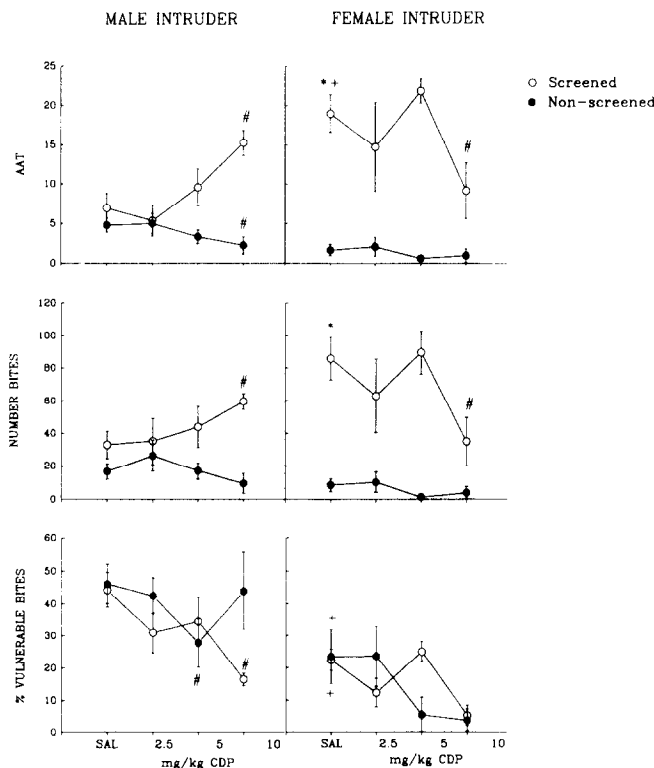 MALE INTRUDER
FEMALE INTRUDER
○ Screened
● Non-screened
AAT
25
20
15
10
5
0
#
#
* +
#
NUMBER BITES
120
100
80
60
40
20
0
#
*
#
% VULNERABLE BITES
60
50
40
30
20
10
0
#
#
+
+
SAL 2.5 5 10
mg/kg CDP
SAL 2.5 5 10
mg/kg CDP